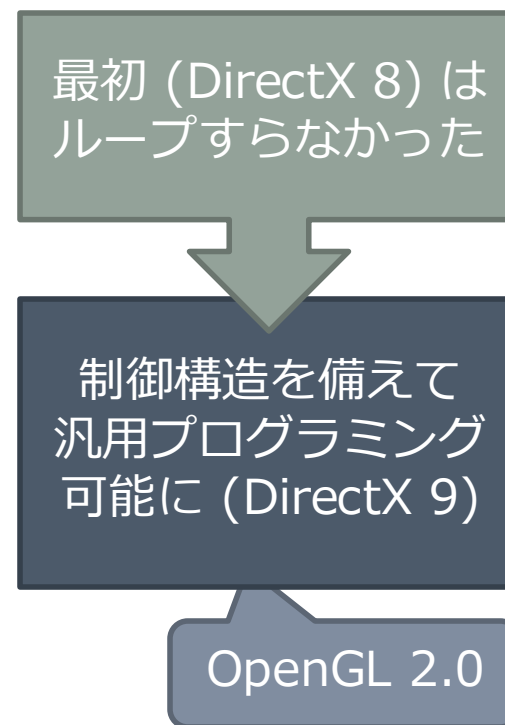 最初 (DirectX 8) は
ループすらなかった
制御構造を備えて
汎用プログラミング
可能に (DirectX 9)
OpenGL 2.0